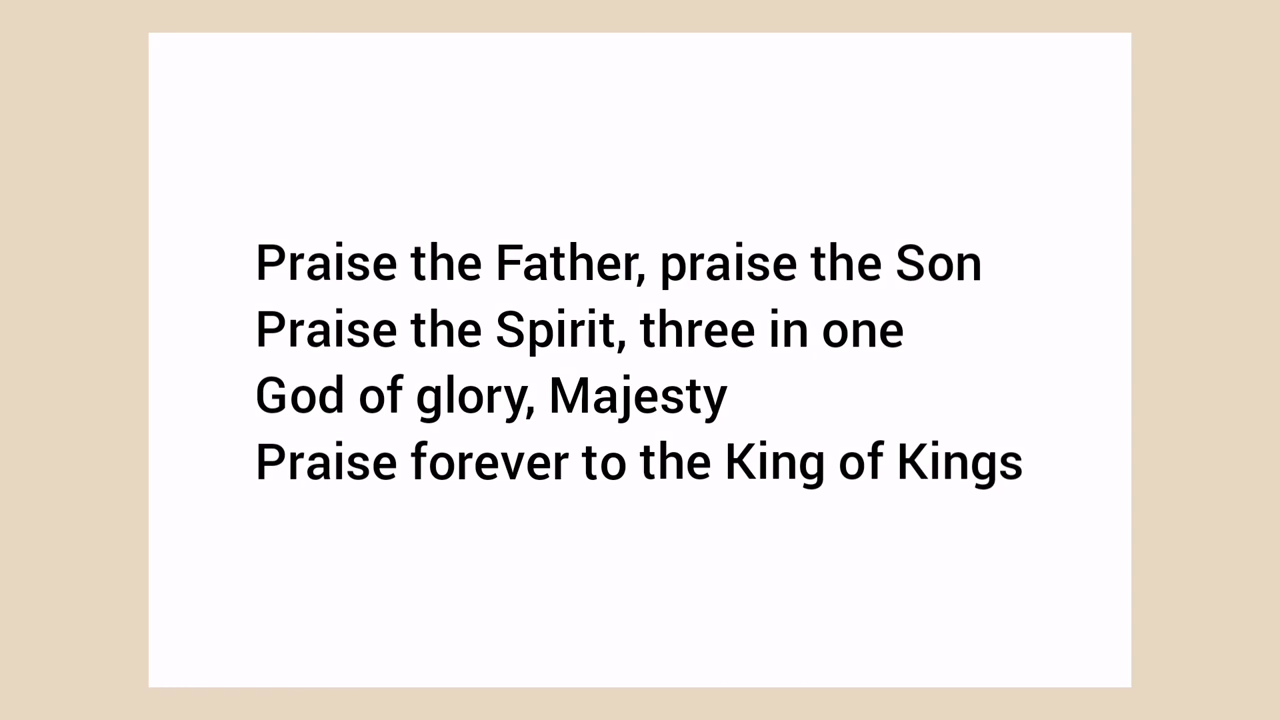 Praise the Father, praise the Son
Praise the Spirit, three in one
God of glory, Majesty
Praise forever to the King of Kings